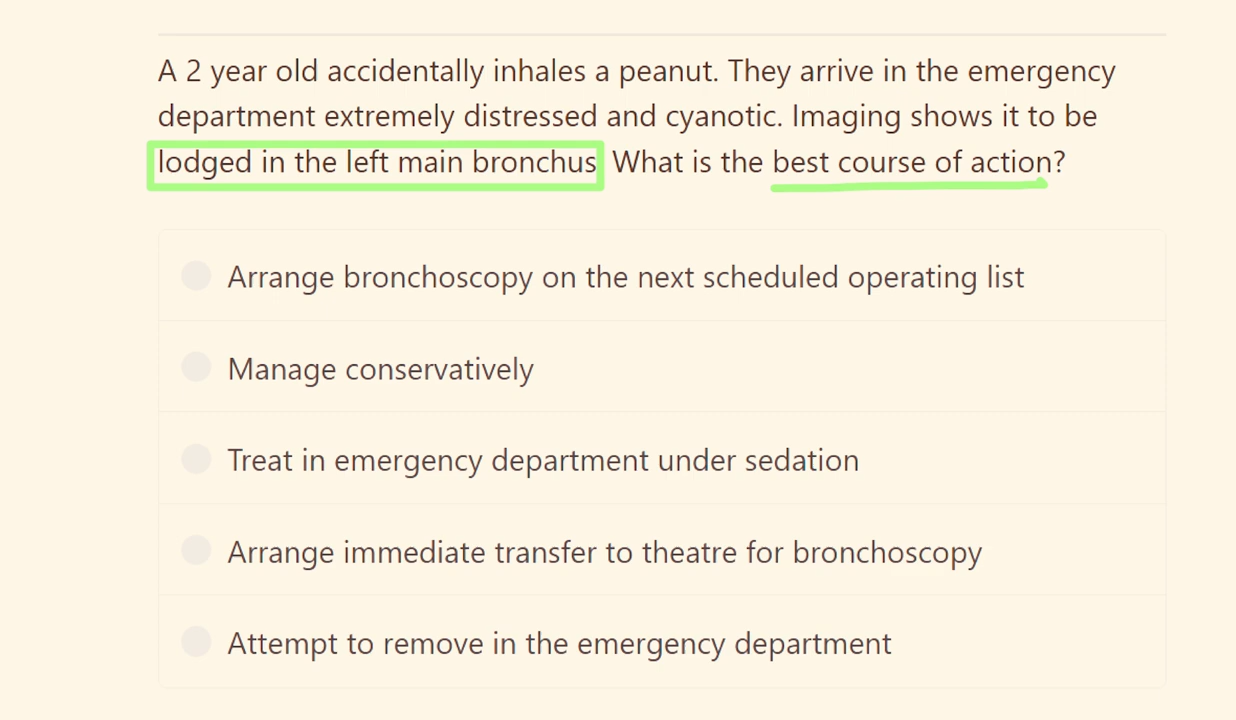 A 2 year old accidentally inhales a peanut. They arrive in the emergency
department extremely distressed and cyanotic. Imaging shows it to be
lodged in the left main bronchus What is the best course of action?
Arrange bronchoscopy on the next scheduled operating list
Manage conservatively
Treat in emergency department under sedation
Arrange immediate transfer to theatre for bronchoscopy
Attempt to remove in the emergency department